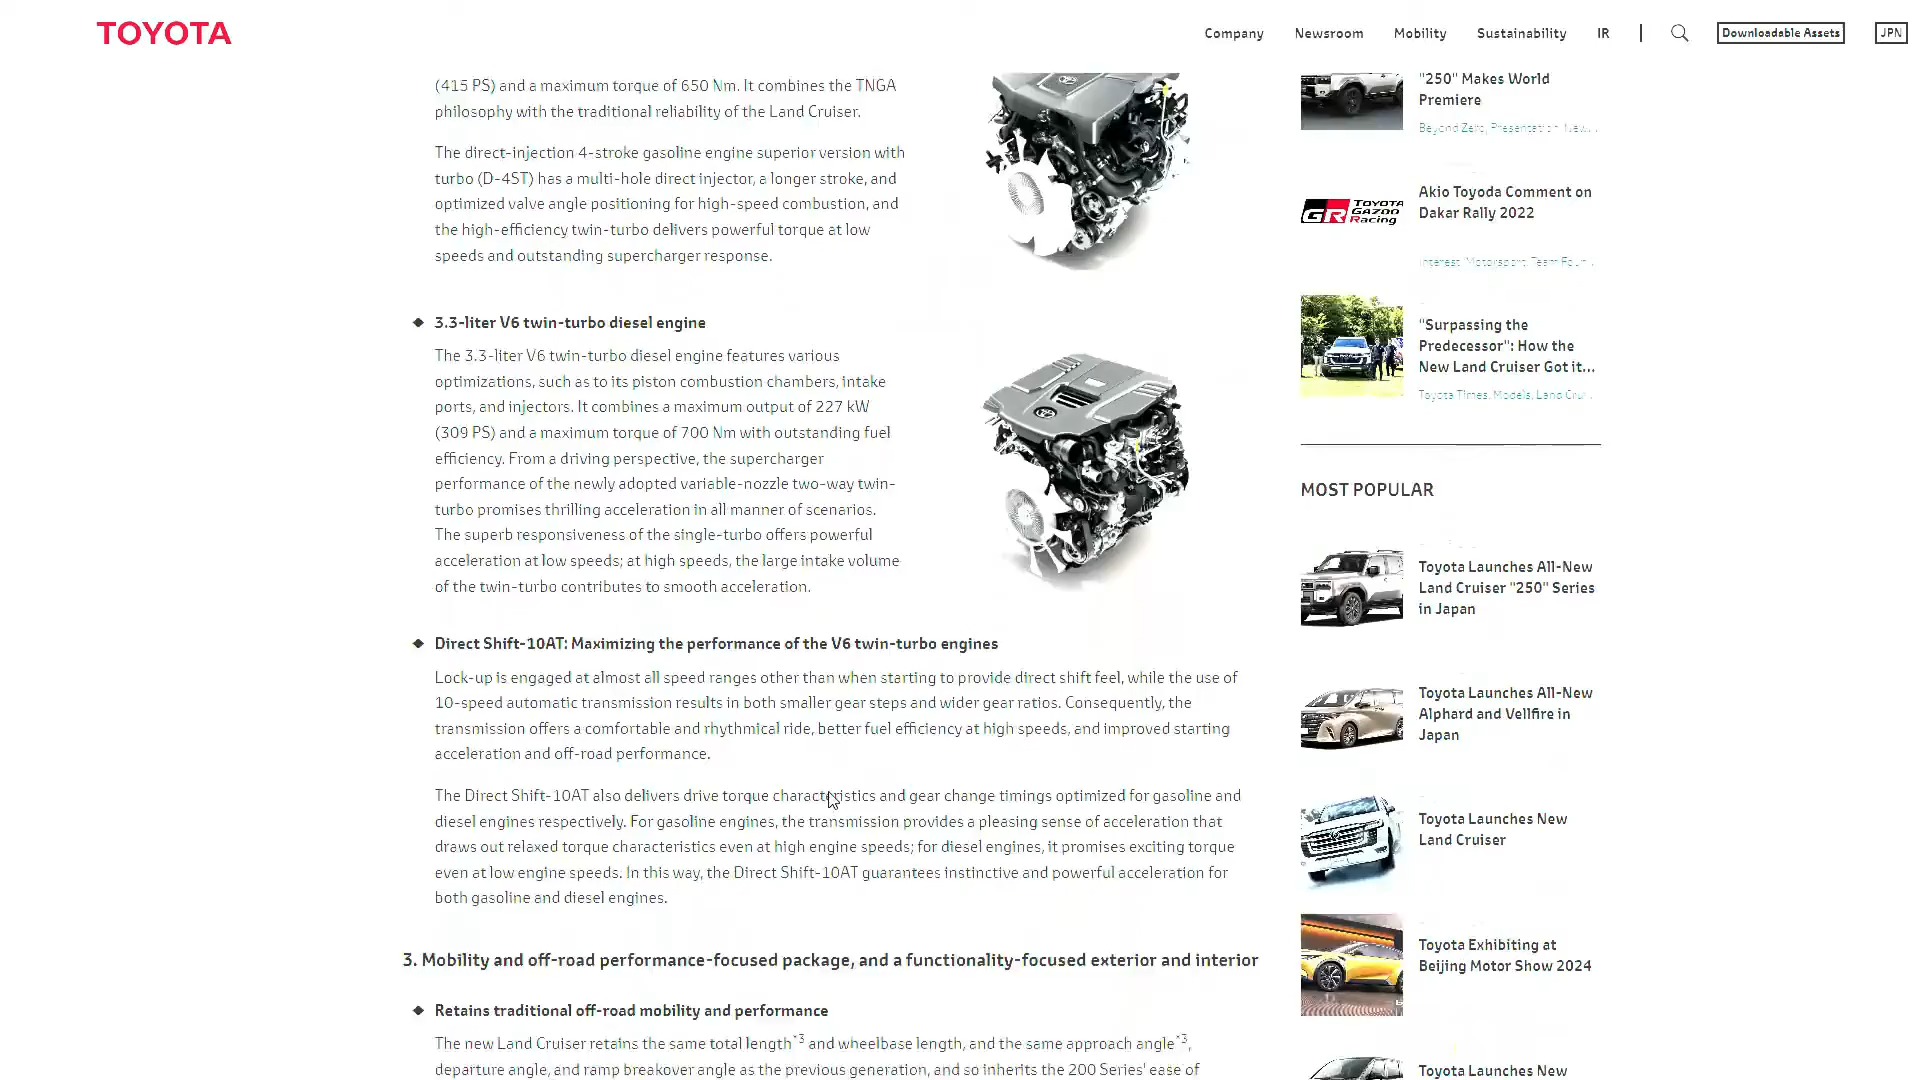 TOYOTA
Company
Newsroom
Mobility
Sustainability
IR
Downloadable Assets
JPN
(415 PS) and a maximum torque of 650 Nm. It combines the TNGA
philosophy with the traditional reliability of the Land Cruiser.
The direct-injection 4-stroke gasoline engine superior version with
turbo (D-4ST) has a multi-hole direct injector, a longer stroke, and
optimized valve angle positioning for high-speed combustion, and
the high-efficiency twin-turbo delivers powerful torque at low
speeds and outstanding supercharger response.
◆ 3.3-liter V6 twin-turbo diesel engine
The 3.3-liter V6 twin-turbo diesel engine features various
optimizations, such as to its piston combustion chambers, intake
ports, and injectors. It combines a maximum output of 227 kW
(309 PS) and a maximum torque of 700 Nm with outstanding fuel
efficiency. From a driving perspective, the supercharger
performance of the newly adopted variable-nozzle two-way twin-
turbo promises thrilling acceleration in all manner of scenarios.
The superb responsiveness of the single-turbo offers powerful
acceleration at low speeds; at high speeds, the large intake volume
of the twin-turbo contributes to smooth acceleration.
◆ Direct Shift-10AT: Maximizing the performance of the V6 twin-turbo engines
Lock-up is engaged at almost all speed ranges other than when starting to provide direct shift feel, while the use of
10-speed automatic transmission results in both smaller gear steps and wider gear ratios. Consequently, the
transmission offers a comfortable and rhythmical ride, better fuel efficiency at high speeds, and improved starting
acceleration and off-road performance.
The Direct Shift-10AT also delivers drive torque characteristics and gear change timings optimized for gasoline and
diesel engines respectively. For gasoline engines, the transmission provides a pleasing sense of acceleration that
draws out relaxed torque characteristics even at high engine speeds; for diesel engines, it promises exciting torque
even at low engine speeds. In this way, the Direct Shift-10AT guarantees instinctive and powerful acceleration for
both gasoline and diesel engines.
3. Mobility and off-road performance-focused package, and a functionality-focused exterior and interior
◆ Retains traditional off-road mobility and performance
The new Land Cruiser retains the same total length*3 and wheelbase length, and the same approach angle*3,
departure angle, and ramp breakover angle as the previous generation, and so inherits the 200 Series' ease of
"250" Makes World
Premiere
Beyond Zero, Presentation
Akio Toyoda Comment on
Dakar Rally 2022
GR TOYOTA
GAZOO
Racing
Interest, Motorsport, Team
"Surpassing the
Predecessor": How the
New Land Cruiser Got it...
Toyota Times, Models, Land
MOST POPULAR
Toyota Launches All-New
Land Cruiser "250" Series
in Japan
Toyota Launches All-New
Alphard and Vellfire in
Japan
Toyota Launches New
Land Cruiser
Toyota Exhibiting at
Beijing Motor Show 2024
Toyota Launches New